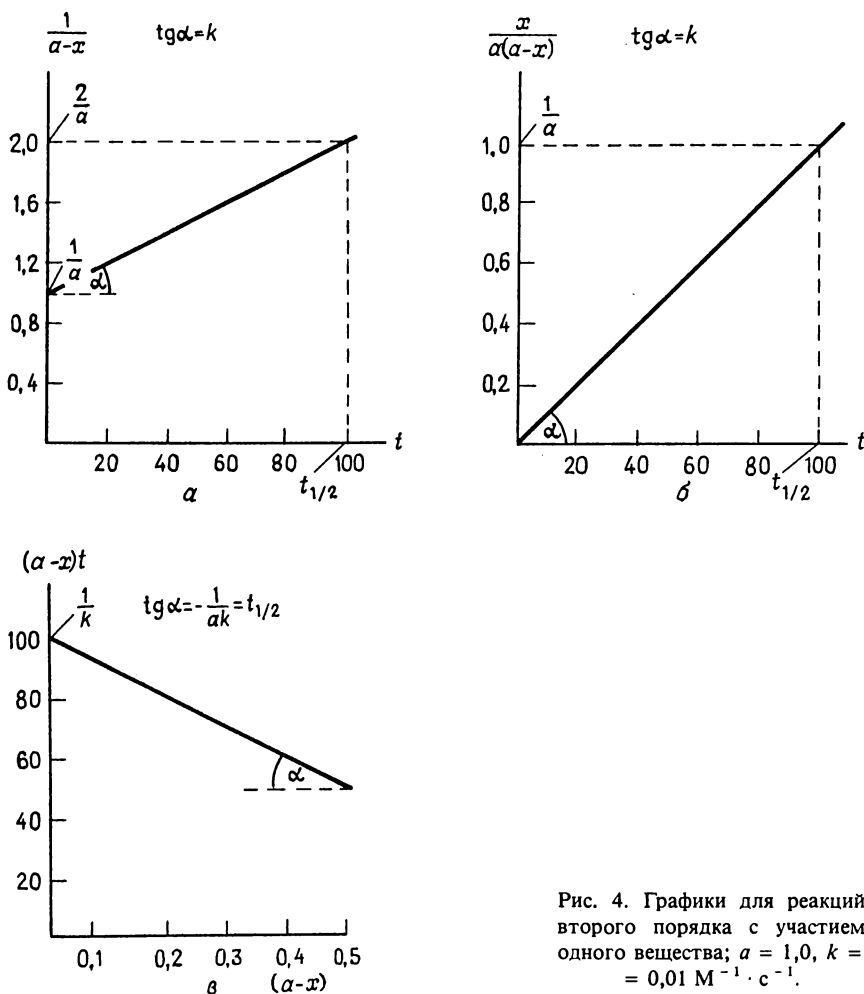 1/(a-x)
tgα=k
2/a
2,0
1,6
1,2
1/a
α
0,8
0,4
20 40 60 80 100 t
t1/2
а
x/(a(a-x))
tgα=k
1/a
1,0
0,8
0,6
0,4
0,2
α
20 40 60 80 100 t
t1/2
б
(a-x)t
1/k
tgα=-1/ak=t1/2
100
80
60
40
20
α
0,1 0,2 0,3 0,4 0,5
в (a-x)
Рис. 4. Графики для реакций
второго порядка с участием
одного вещества; a = 1,0, k =
= 0,01 М⁻¹ · с⁻¹.